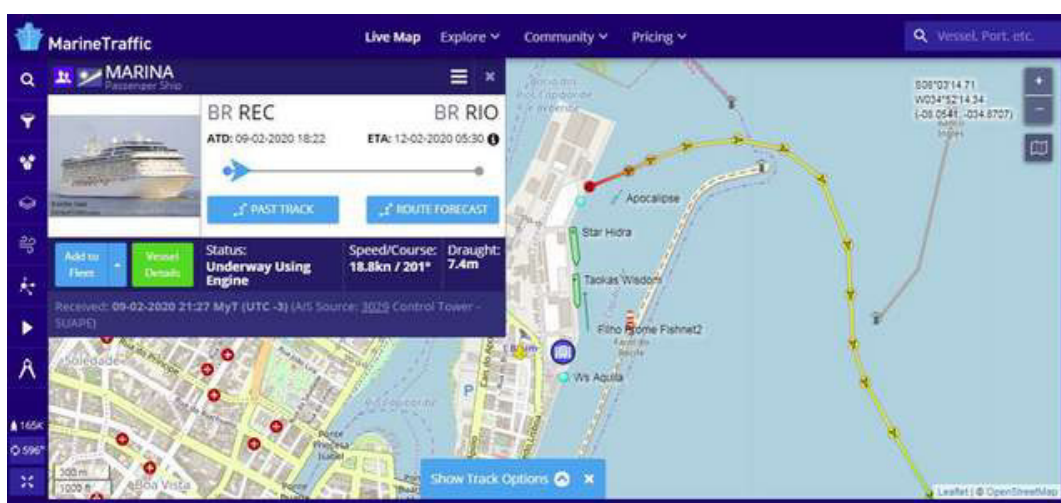 MarineTraffic
Live Map
Explore
Community
Pricing
Vessel, Port, etc.
MARINA
Passenger Ship
BR REC
BR RIO
ATD: 09-02-2020 18:22
ETA: 12-02-2020 05:30
PAST TRACK
ROUTE FORECAST
Add to Fleet
Vessel Details
Status:
Underway Using
Engine
Speed/Course:
18.8kn / 201°
Draught:
7.4m
Received: 09-02-2020 21:27 MyT (UTC -3) (AIS Source: 3029 Control Tower -
SUAPE)
S08°03'14.71
W034°52'14.34
(-08.0541, -034.8707)
Apocalipse
Star Hidra
Taokas Wisdom
Filho Prome Fishnet2
Ws Aquila
P
Soledade
Boa Vista
Ponte
Princesa
Isabel
165K
300 m
1000 ft
Show Track Options
Leaflet | © OpenStreetMap